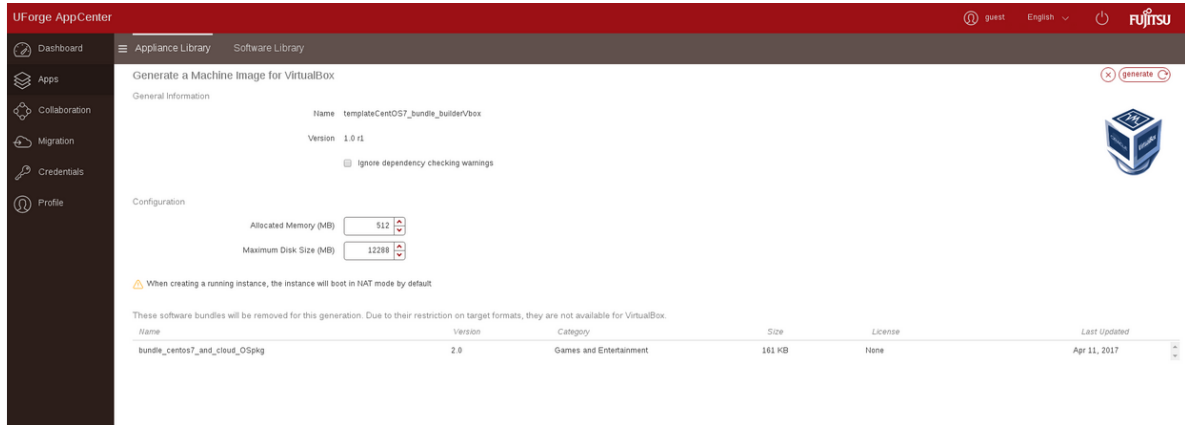 UForge AppCenter
guest English
FUJITSU
Dashboard
Appliance Library Software Library
Apps
Generate a Machine Image for VirtualBox
generate
General Information
Collaboration
Name templateCentOS7_bundle_builderVbox
Migration
Version 1.0 r1
Ignore dependency checking warnings
Credentials
Profile
Configuration
Allocated Memory (MB) 512
Maximum Disk Size (MB) 12288
When creating a running instance, the instance will boot in NAT mode by default
These software bundles will be removed for this generation. Due to their restriction on target formats, they are not available for VirtualBox.
Name Version Category Size License Last Updated
bundle_centos7_and_cloud_OSpkg 2.0 Games and Entertainment 161 KB None Apr 11, 2017